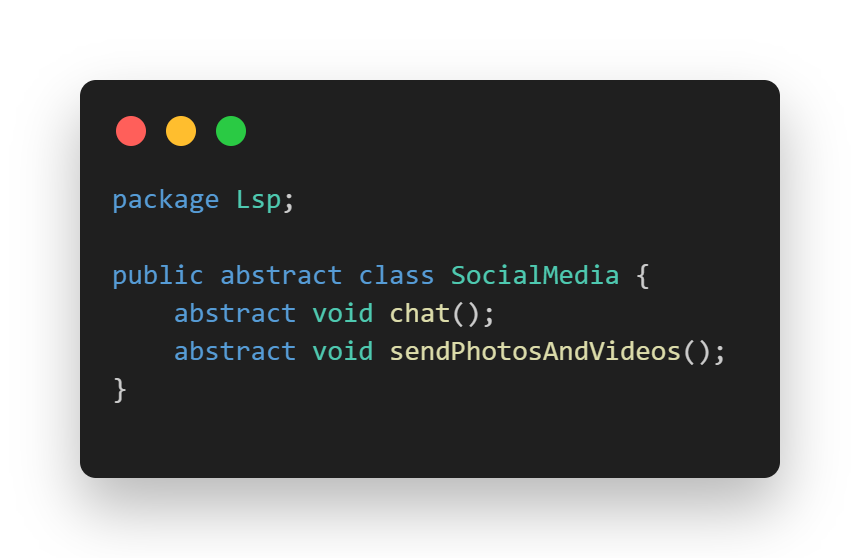 package Lsp;
public abstract class SocialMedia {
abstract void chat();
abstract void sendPhotosAndVideos();
}